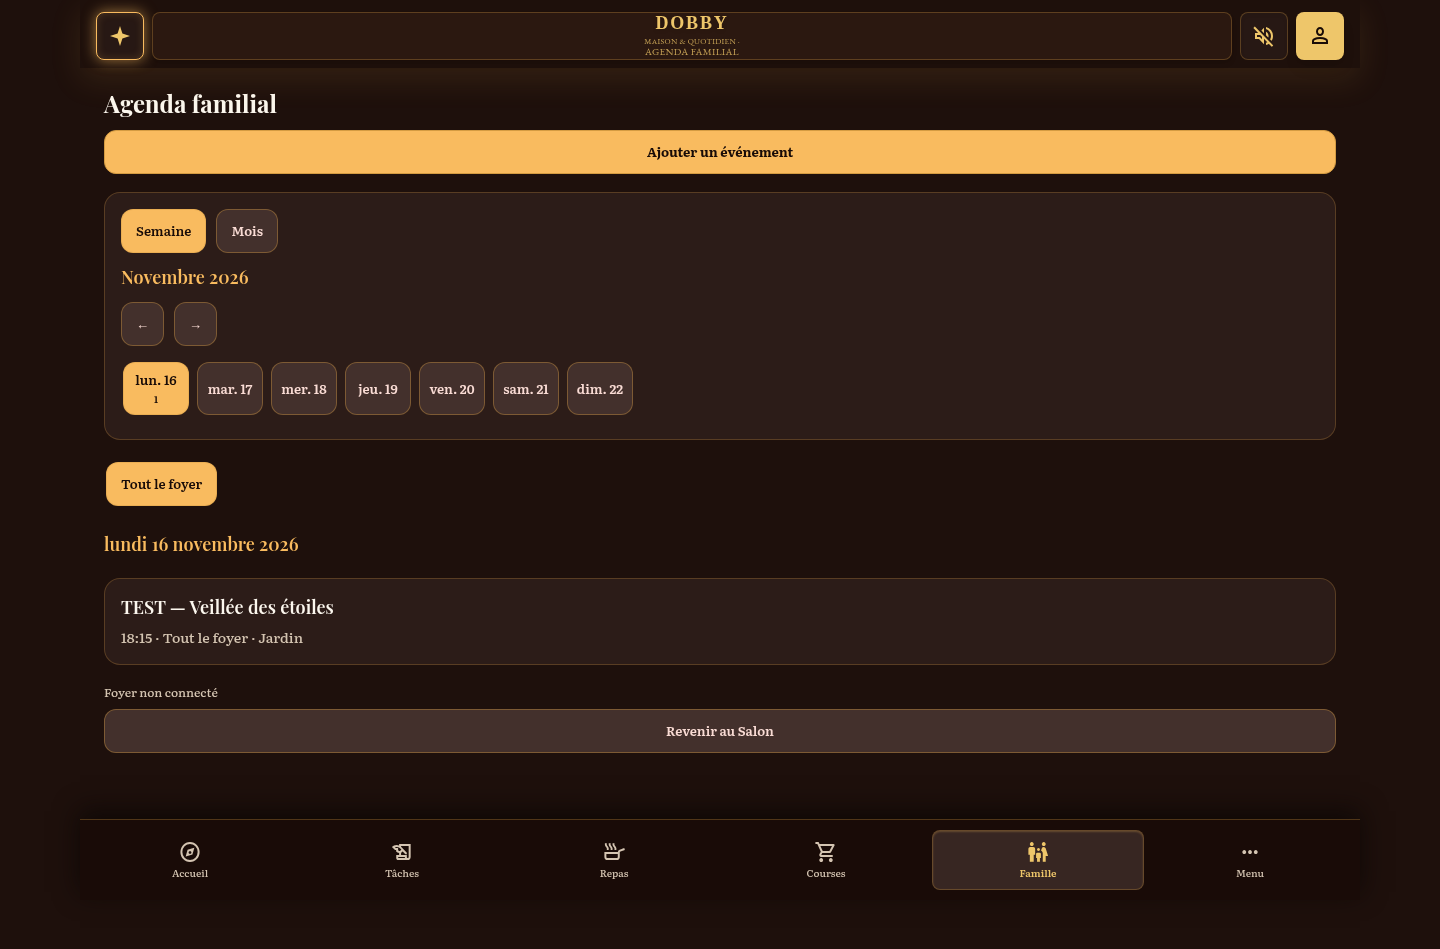 DOBBY
MAISON & QUOTIDIEN ·
AGENDA FAMILIAL
Agenda familial
Ajouter un événement
Semaine
Mois
Novembre 2026
←
→
lun. 16
1
mar. 17
mer. 18
jeu. 19
ven. 20
sam. 21
dim. 22
Tout le foyer
lundi 16 novembre 2026
TEST — Veillée des étoiles
18:15 · Tout le foyer · Jardin
Foyer non connecté
Revenir au Salon
Accueil
Tâches
Repas
Courses
Famille
Menu